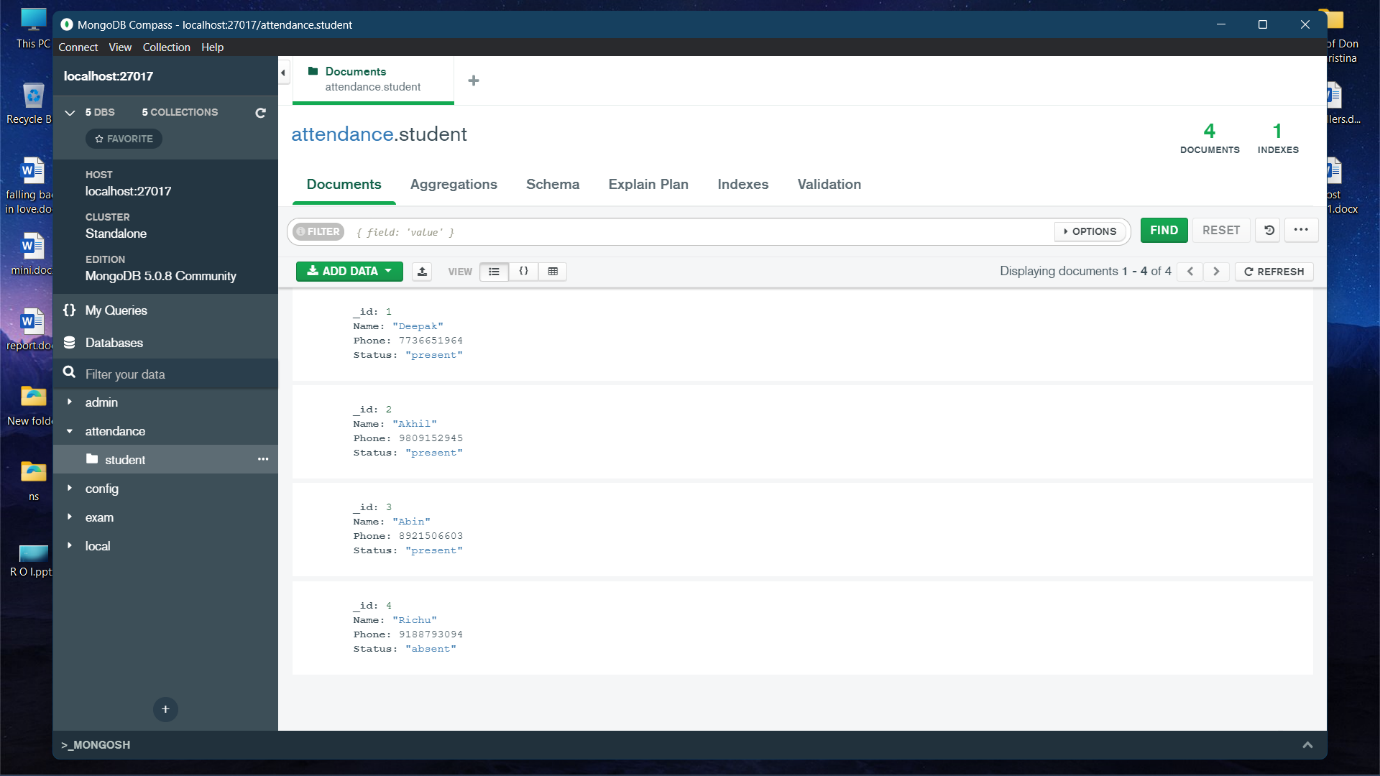 This PC
Recycle B
falling ba
in love.do
mini.doc
report.doc
New folde
ns
R O I.ppt
MongoDB Compass - localhost:27017/attendance.student
Connect View Collection Help
localhost:27017
5 DBS 5 COLLECTIONS
FAVORITE
HOST
localhost:27017
CLUSTER
Standalone
EDITION
MongoDB 5.0.8 Community
{} My Queries
Databases
Filter your data
admin
attendance
student
config
exam
local
+
>_MONGOSH
Documents
attendance.student
+
attendance.student
4
DOCUMENTS
1
INDEXES
Documents Aggregations Schema Explain Plan Indexes Validation
FILTER { field: 'value' } OPTIONS FIND RESET ...
ADD DATA VIEW {} Displaying documents 1 - 4 of 4 < > REFRESH
_id: 1
Name: "Deepak"
Phone: 7736651964
Status: "present"
_id: 2
Name: "Akhil"
Phone: 9809152945
Status: "present"
_id: 3
Name: "Abin"
Phone: 8921506603
Status: "present"
_id: 4
Name: "Richu"
Phone: 9188793094
Status: "absent"
of Don
ristina
llers.d...
ost
1.docx